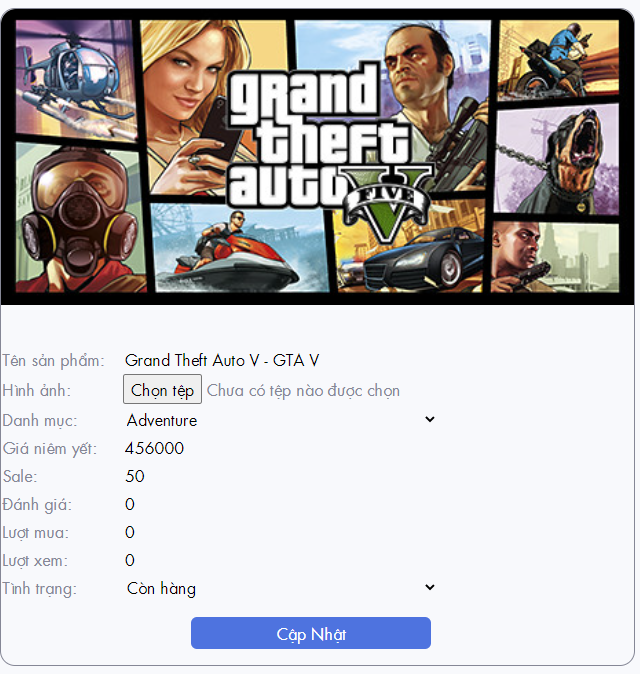 grand
theft
auto
FIVE
Tên sản phẩm: Grand Theft Auto V - GTA V
Hình ảnh: Chọn tệp Chưa có tệp nào được chọn
Danh mục: Adventure
Giá niêm yết: 456000
Sale: 50
Đánh giá: 0
Lượt mua: 0
Lượt xem: 0
Tình trạng: Còn hàng
Cập Nhật